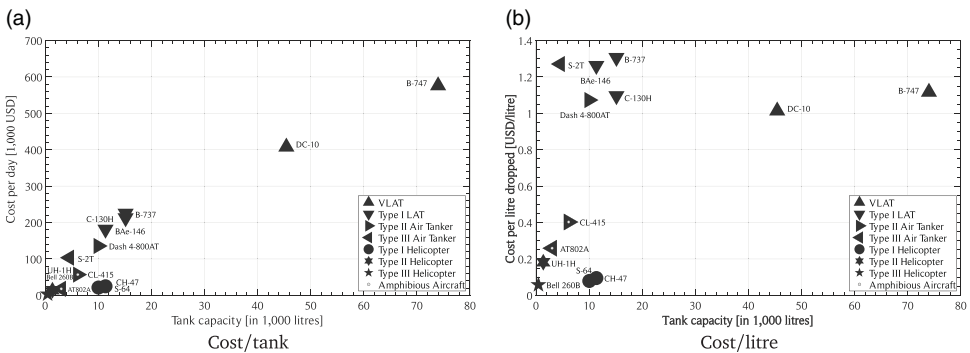 (a)
700
600
500
400
300
200
100
0
Cost per day [1,000 USD]
B-747
DC-10
B-737
C-130H
BAe-146
Dash 4-800AT
S-2T
UH-1H
Bell 260B
CL-415
AT802A
CH-47
S-64
VLAT
Type I LAT
Type II Air Tanker
Type III Air Tanker
Type I Helicopter
Type II Helicopter
Type III Helicopter
Amphibious Aircraft
0 10 20 30 40 50 60 70 80
Tank capacity [in 1,000 litres]
Cost/tank
(b)
1.4
1.2
1
0.8
0.6
0.4
0.2
0
Cost per litre dropped [USD/litre]
S-2T
B-737
BAe-146
C-130H
Dash 4-800AT
B-747
DC-10
CL-415
AT802A
UH-1H
S-64
CH-47
Bell 260B
VLAT
Type I LAT
Type II Air Tanker
Type III Air Tanker
Type I Helicopter
Type II Helicopter
Type III Helicopter
Amphibious Aircraft
0 10 20 30 40 50 60 70 80
Tank capacity [in 1,000 litres]
Cost/litre